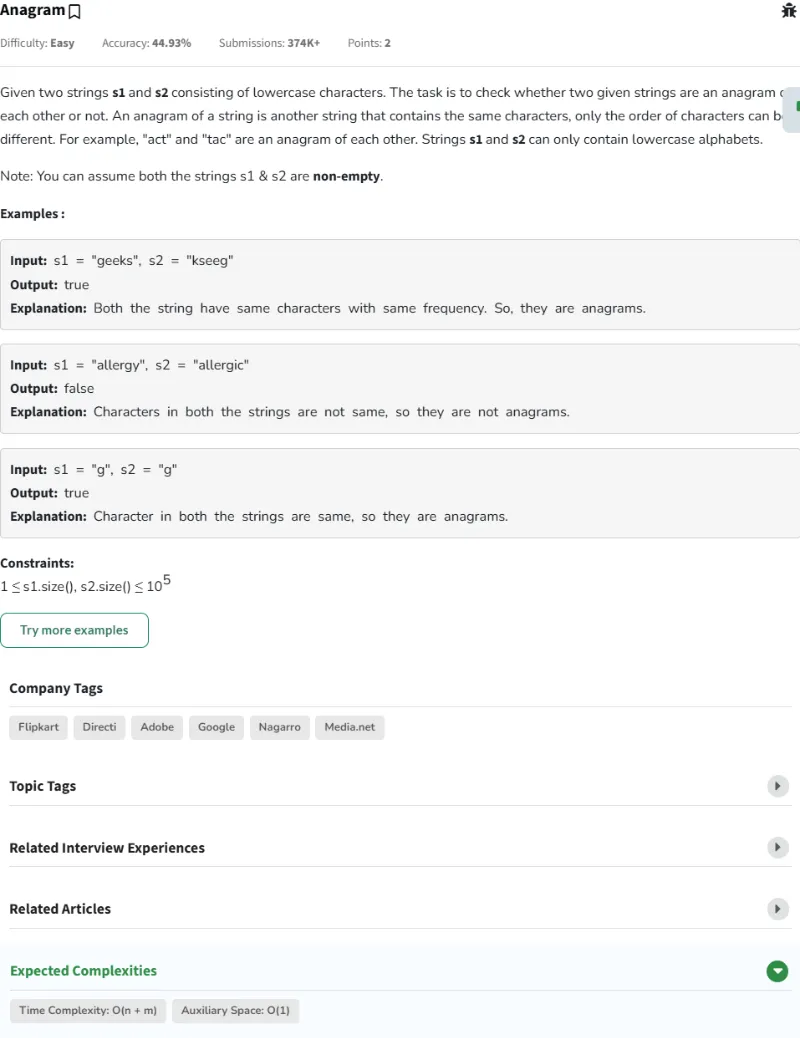 Anagram
Difficulty: Easy Accuracy: 44.93% Submissions: 374K+ Points: 2
Given two strings s1 and s2 consisting of lowercase characters. The task is to check whether two given strings are an anagram
each other or not. An anagram of a string is another string that contains the same characters, only the order of characters can
different. For example, "act" and "tac" are an anagram of each other. Strings s1 and s2 can only contain lowercase alphabets.
Note: You can assume both the strings s1 & s2 are non-empty.
Examples :
Input: s1 = "geeks", s2 = "kseeg"
Output: true
Explanation: Both the string have same characters with same frequency. So, they are anagrams.
Input: s1 = "allergy", s2 = "allergic"
Output: false
Explanation: Characters in both the strings are not same, so they are not anagrams.
Input: s1 = "g", s2 = "g"
Output: true
Explanation: Character in both the strings are same, so they are anagrams.
Constraints:
1 ≤ s1.size(), s2.size() ≤ 10^5
Try more examples
Company Tags
Flipkart Directi Adobe Google Nagarro Media.net
Topic Tags
Related Interview Experiences
Related Articles
Expected Complexities
Time Complexity: O(n + m) Auxiliary Space: O(1)